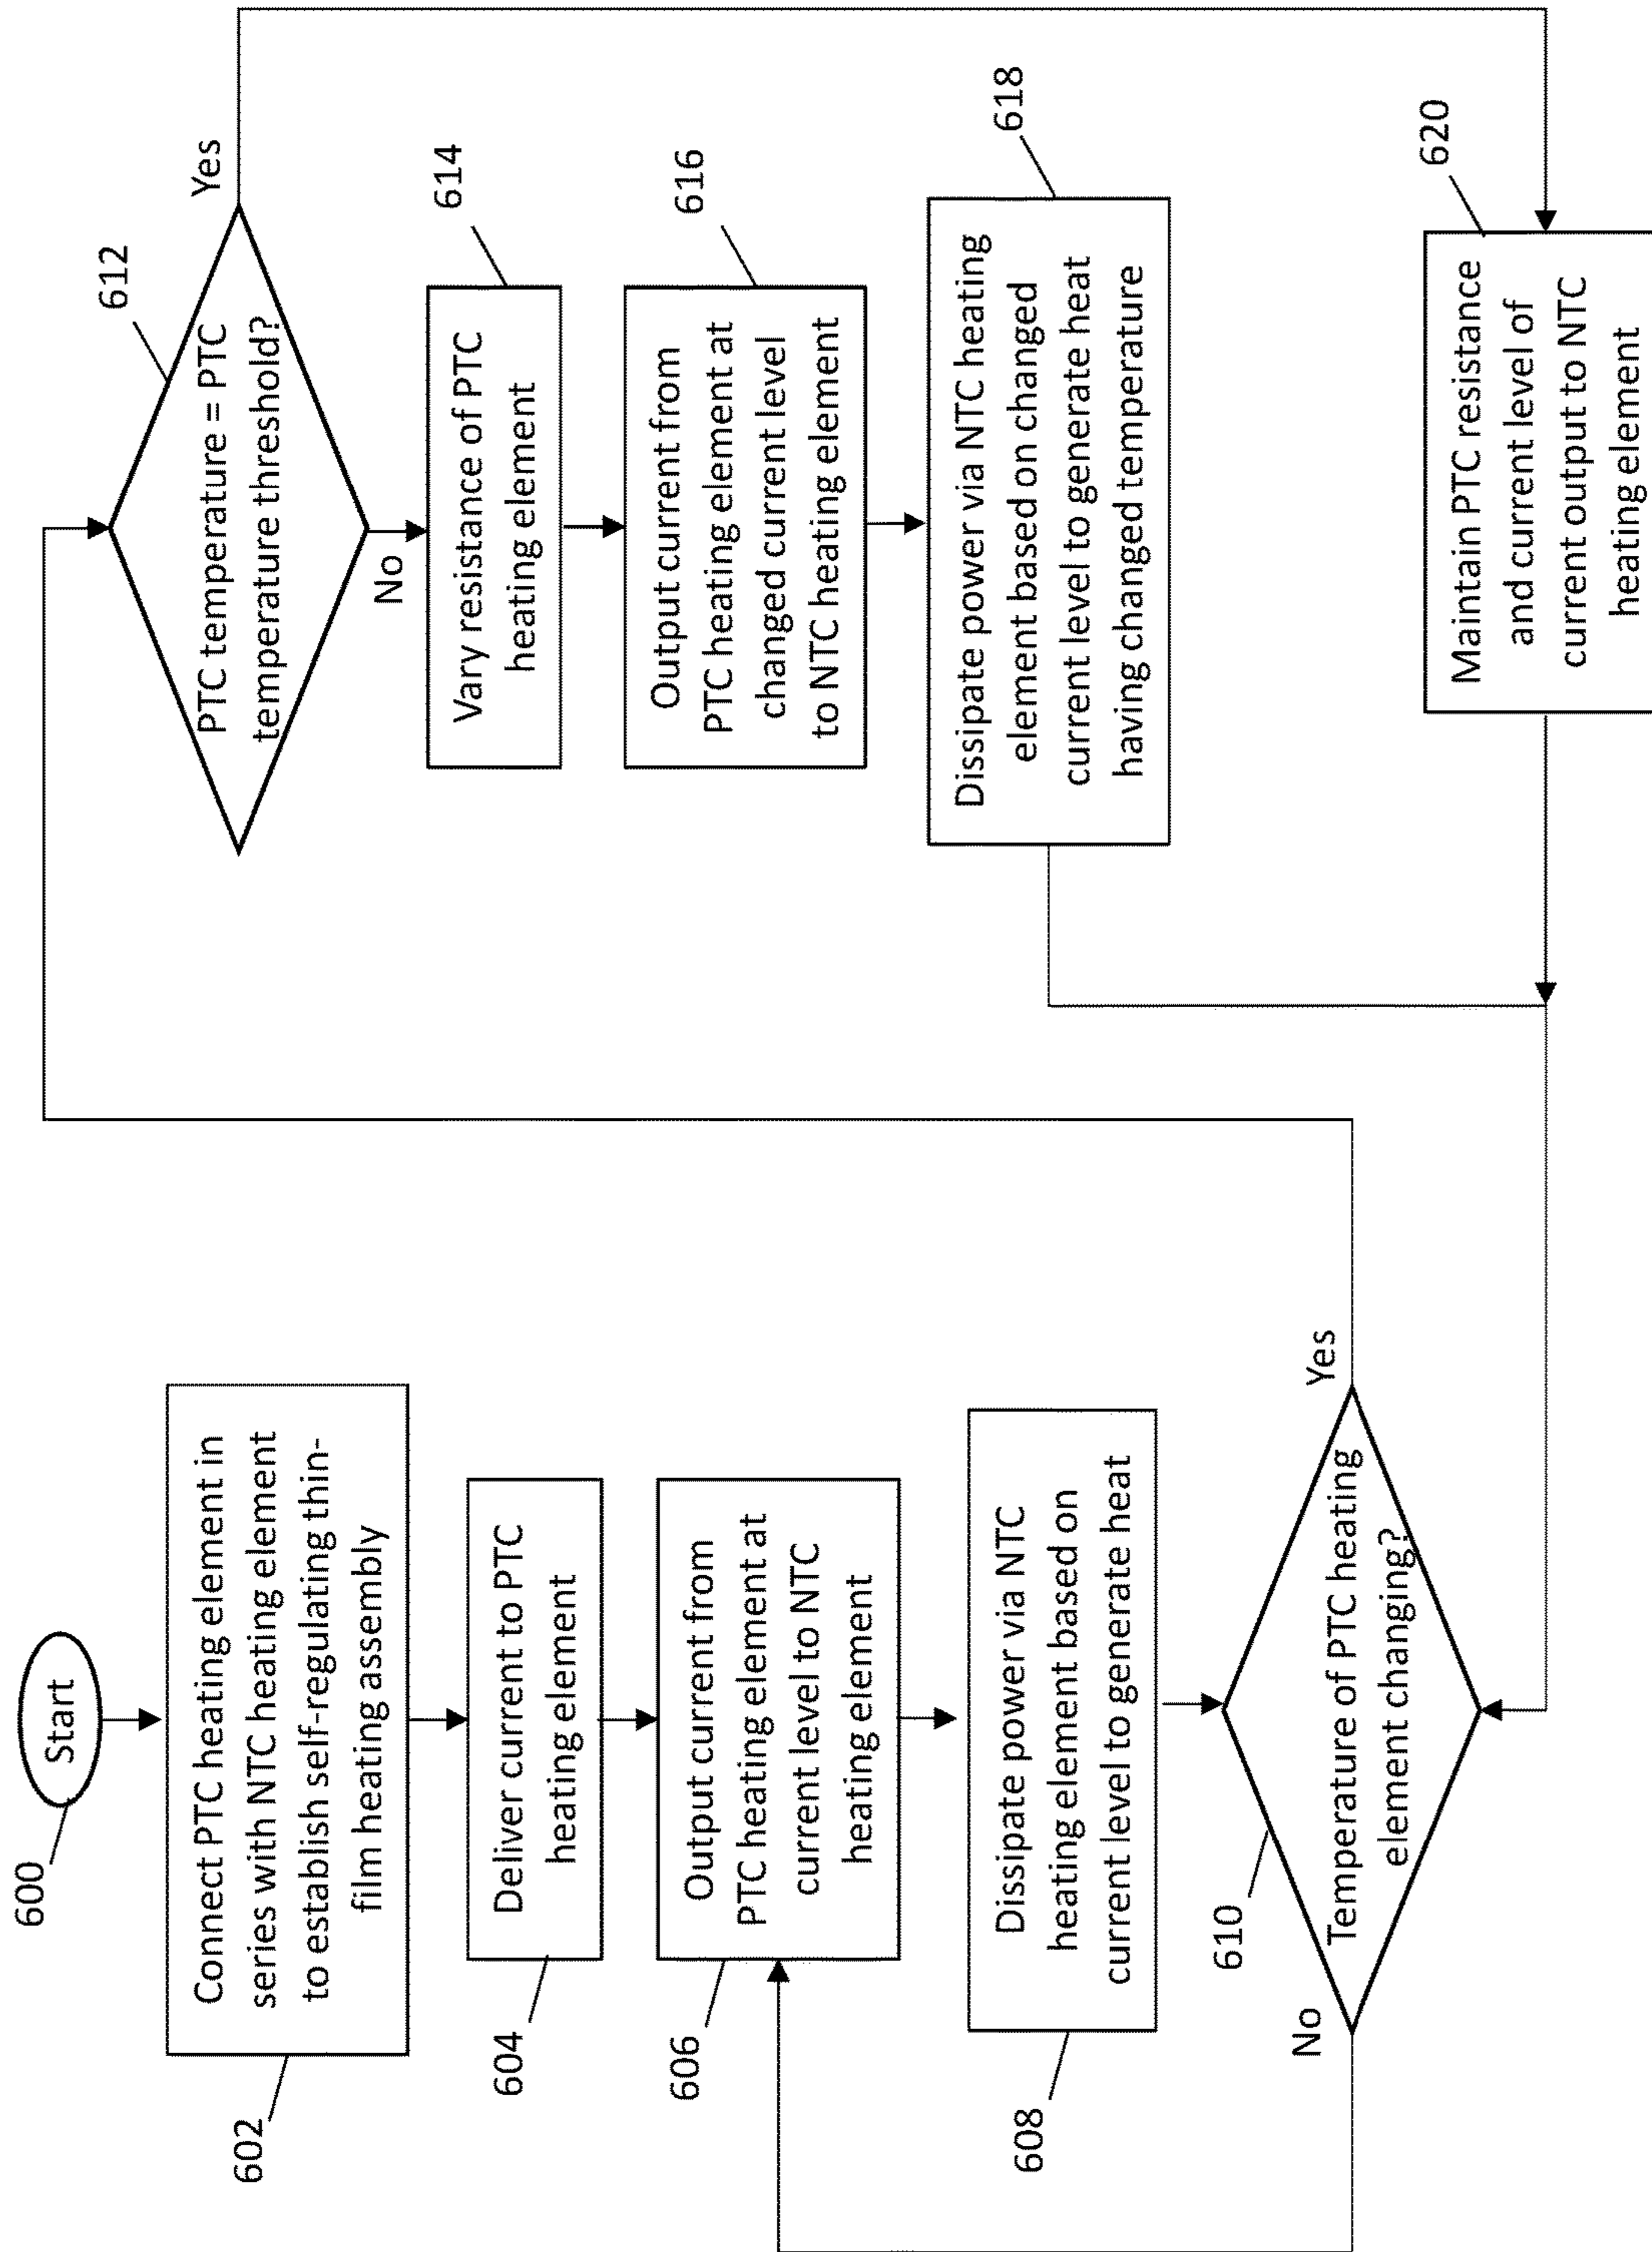 600
Start
602
Connect PTC heating element in
series with NTC heating element
to establish self-regulating thin-
film heating assembly
604
Deliver current to PTC
heating element
606
Output current from
PTC heating element at
current level to NTC
heating element
608
Dissipate power via NTC
heating element based on
current level to generate heat
610
Temperature of PTC heating
element changing?
No
Yes
612
PTC temperature = PTC
temperature threshold?
Yes
No
614
Vary resistance of PTC
heating element
616
Output current from
PTC heating element at
changed current level
to NTC heating element
618
Dissipate power via NTC heating
element based on changed
current level to generate heat
having changed temperature
620
Maintain PTC resistance
and current level of
current output to NTC
heating element